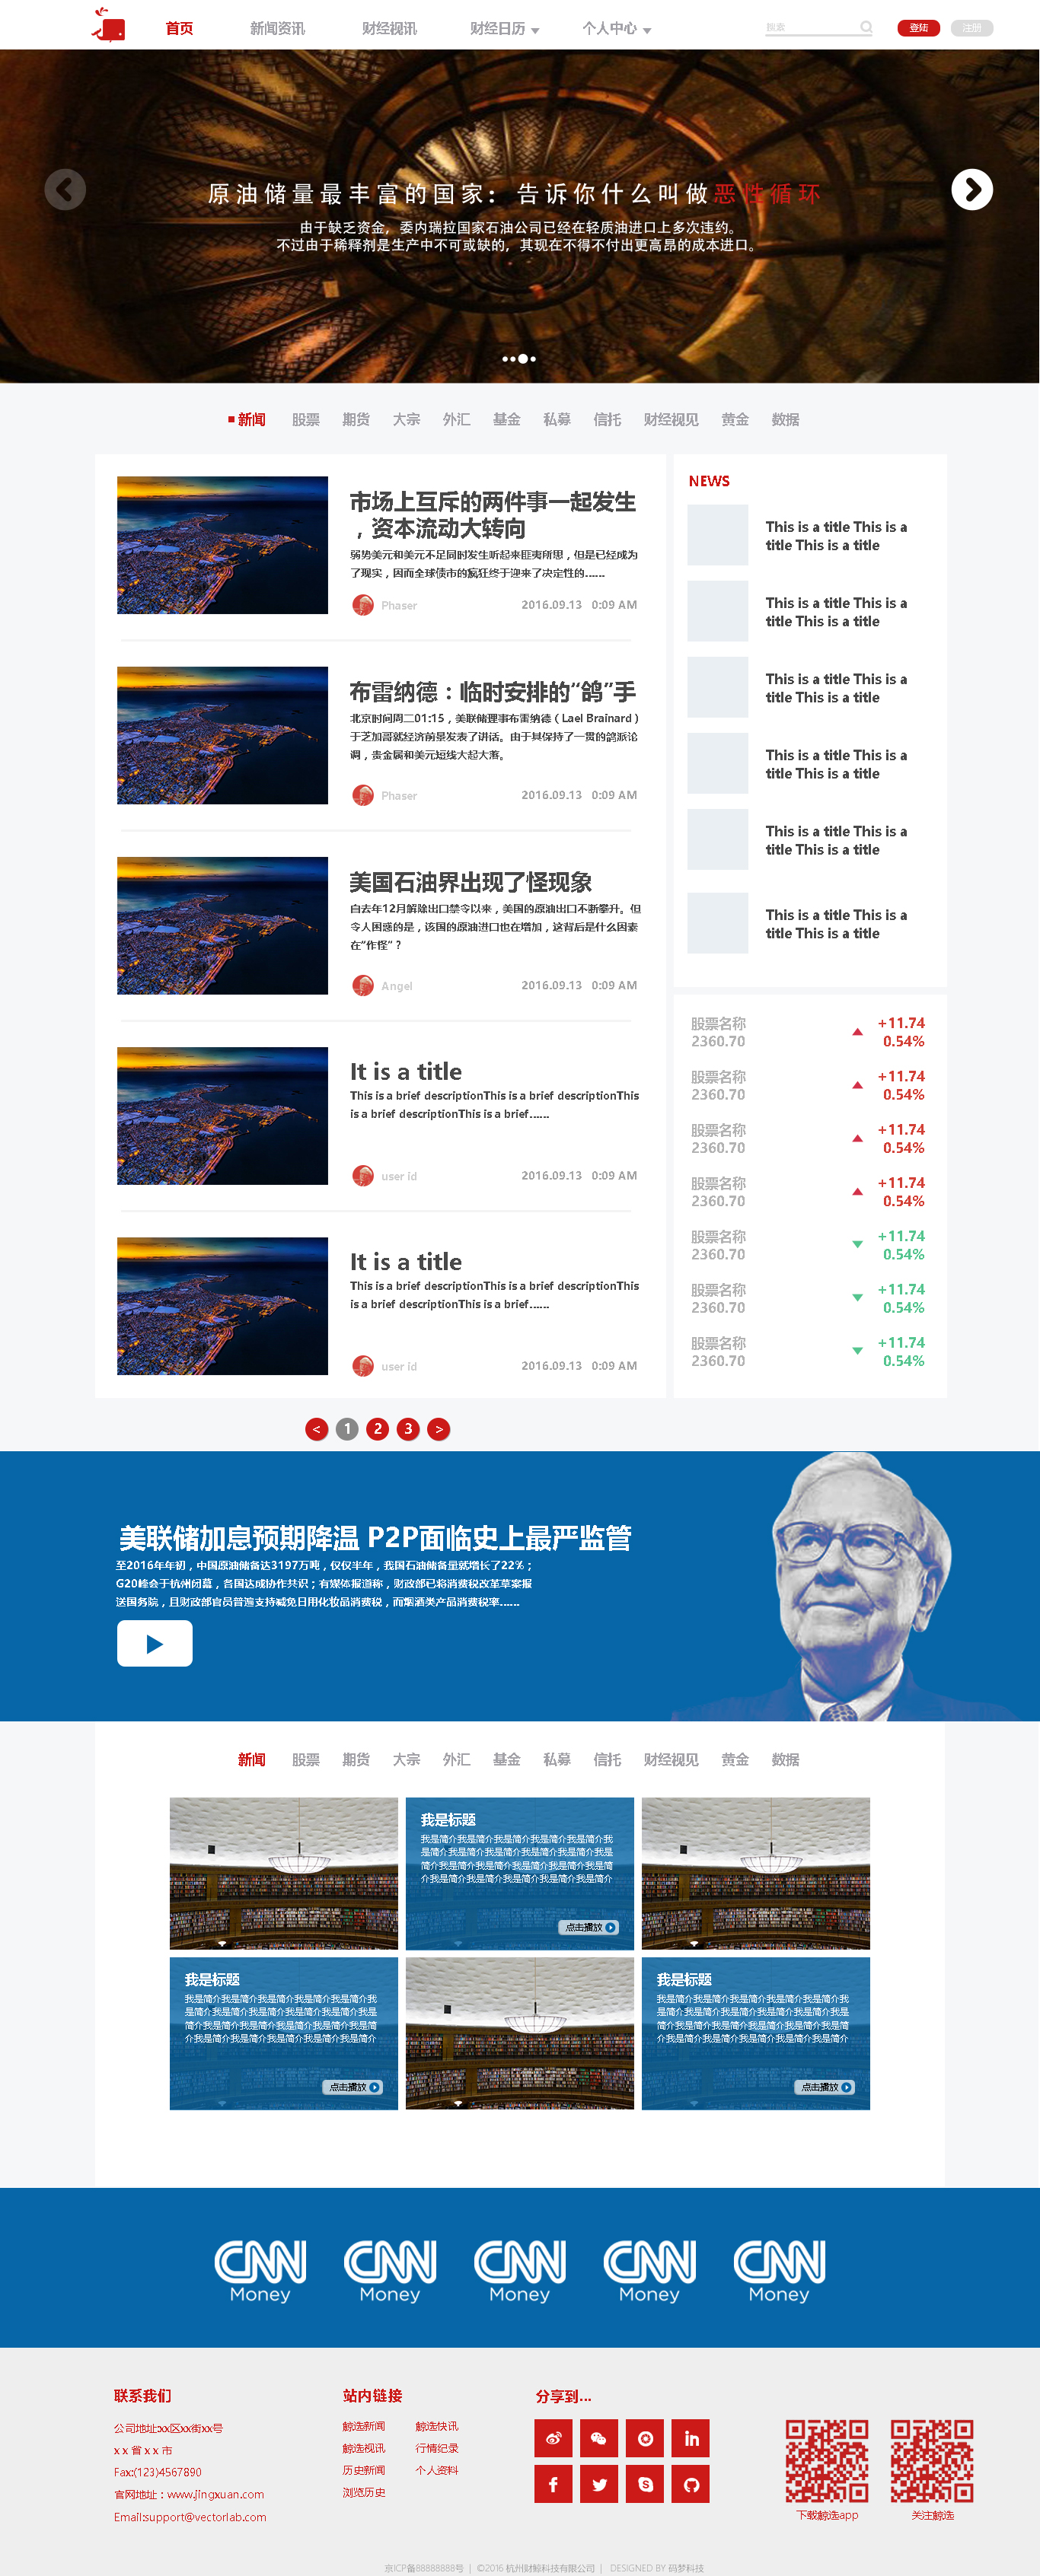 首页 新闻资讯 财经视讯 财经日历 个人中心 搜索 登陆 注册
原油储量最丰富的国家：告诉你什么叫做恶性循环
由于缺乏资金，委内瑞拉国家石油公司已经在轻质油进口上多次违约。
不过由于稀释剂是生产中不可或缺的，其现在不得不付出更高昂的成本进口。
新闻 股票 期货 大宗 外汇 基金 私募 信托 财经视见 黄金 数据
市场上互斥的两件事一起发生
，资本流动大转向
弱势美元和美元不足同时发生听起来匪夷所思，但是已经成为
了现实，因而全球债市的疯狂终于迎来了决定性的......
Phaser 2016.09.13 0:09 AM
布雷纳德：临时安排的“鸽”手
北京时间周二01:15，美联储理事布雷纳德（Lael Brainard）
于芝加哥就经济前景发表了讲话。由于其保持了一贯的鸽派论
调，贵金属和美元短线大起大落。
Phaser 2016.09.13 0:09 AM
美国石油界出现了怪现象
自去年12月解除出口禁令以来，美国的原油出口不断攀升。但
令人困惑的是，该国的原油进口也在增加，这背后是什么因素
在“作怪”？
Angel 2016.09.13 0:09 AM
It is a title
This is a brief descriptionThis is a brief descriptionThis
is a brief descriptionThis is a brief......
user id 2016.09.13 0:09 AM
It is a title
This is a brief descriptionThis is a brief descriptionThis
is a brief descriptionThis is a brief......
user id 2016.09.13 0:09 AM
NEWS
This is a title This is a
title This is a title
This is a title This is a
title This is a title
This is a title This is a
title This is a title
This is a title This is a
title This is a title
This is a title This is a
title This is a title
This is a title This is a
title This is a title
股票名称 +11.74
2360.70 0.54%
股票名称 +11.74
2360.70 0.54%
股票名称 +11.74
2360.70 0.54%
股票名称 +11.74
2360.70 0.54%
股票名称 +11.74
2360.70 0.54%
股票名称 +11.74
2360.70 0.54%
股票名称 +11.74
2360.70 0.54%
< 1 2 3 >
美联储加息预期降温 P2P面临史上最严监管
至2016年年初，中国原油储备达3197万吨，仅仅半年，我国石油储备量就增长了22%；
G20峰会于杭州闭幕，各国达成协作共识；有媒体报道称，财政部已将消费税改革草案报
送国务院，且财政部官员普遍支持减免日用化妆品消费税，而烟酒类产品消费税率......
新闻 股票 期货 大宗 外汇 基金 私募 信托 财经视见 黄金 数据
我是标题
我是简介我是简介我是简介我是简介我是简介我
是简介我是简介我是简介我是简介我是简介我是
简介我是简介我是简介我是简介我是简介我是简
介我是简介我是简介我是简介我是简介我是简介
点击播放
我是标题
我是简介我是简介我是简介我是简介我是简介我
是简介我是简介我是简介我是简介我是简介我是
简介我是简介我是简介我是简介我是简介我是简
介我是简介我是简介我是简介我是简介我是简介
点击播放
我是标题
我是简介我是简介我是简介我是简介我是简介我
是简介我是简介我是简介我是简介我是简介我是
简介我是简介我是简介我是简介我是简介我是简
介我是简介我是简介我是简介我是简介我是简介
点击播放
CNN CNN CNN CNN CNN
Money Money Money Money Money
联系我们
公司地址:xx区xx街xx号
x x 省 x x 市
Fax:(123)4567890
官网地址：www.jingxuan.com
Email:support@vectorlab.com
站内链接
鲸选新闻 鲸选快讯
鲸选视讯 行情纪录
历史新闻 个人资料
浏览历史
分享到...
in
f
下载鲸选app 关注鲸选
京ICP备88888888号 | ©2016 杭州财鲸科技有限公司 | DESIGNED BY 码梦科技